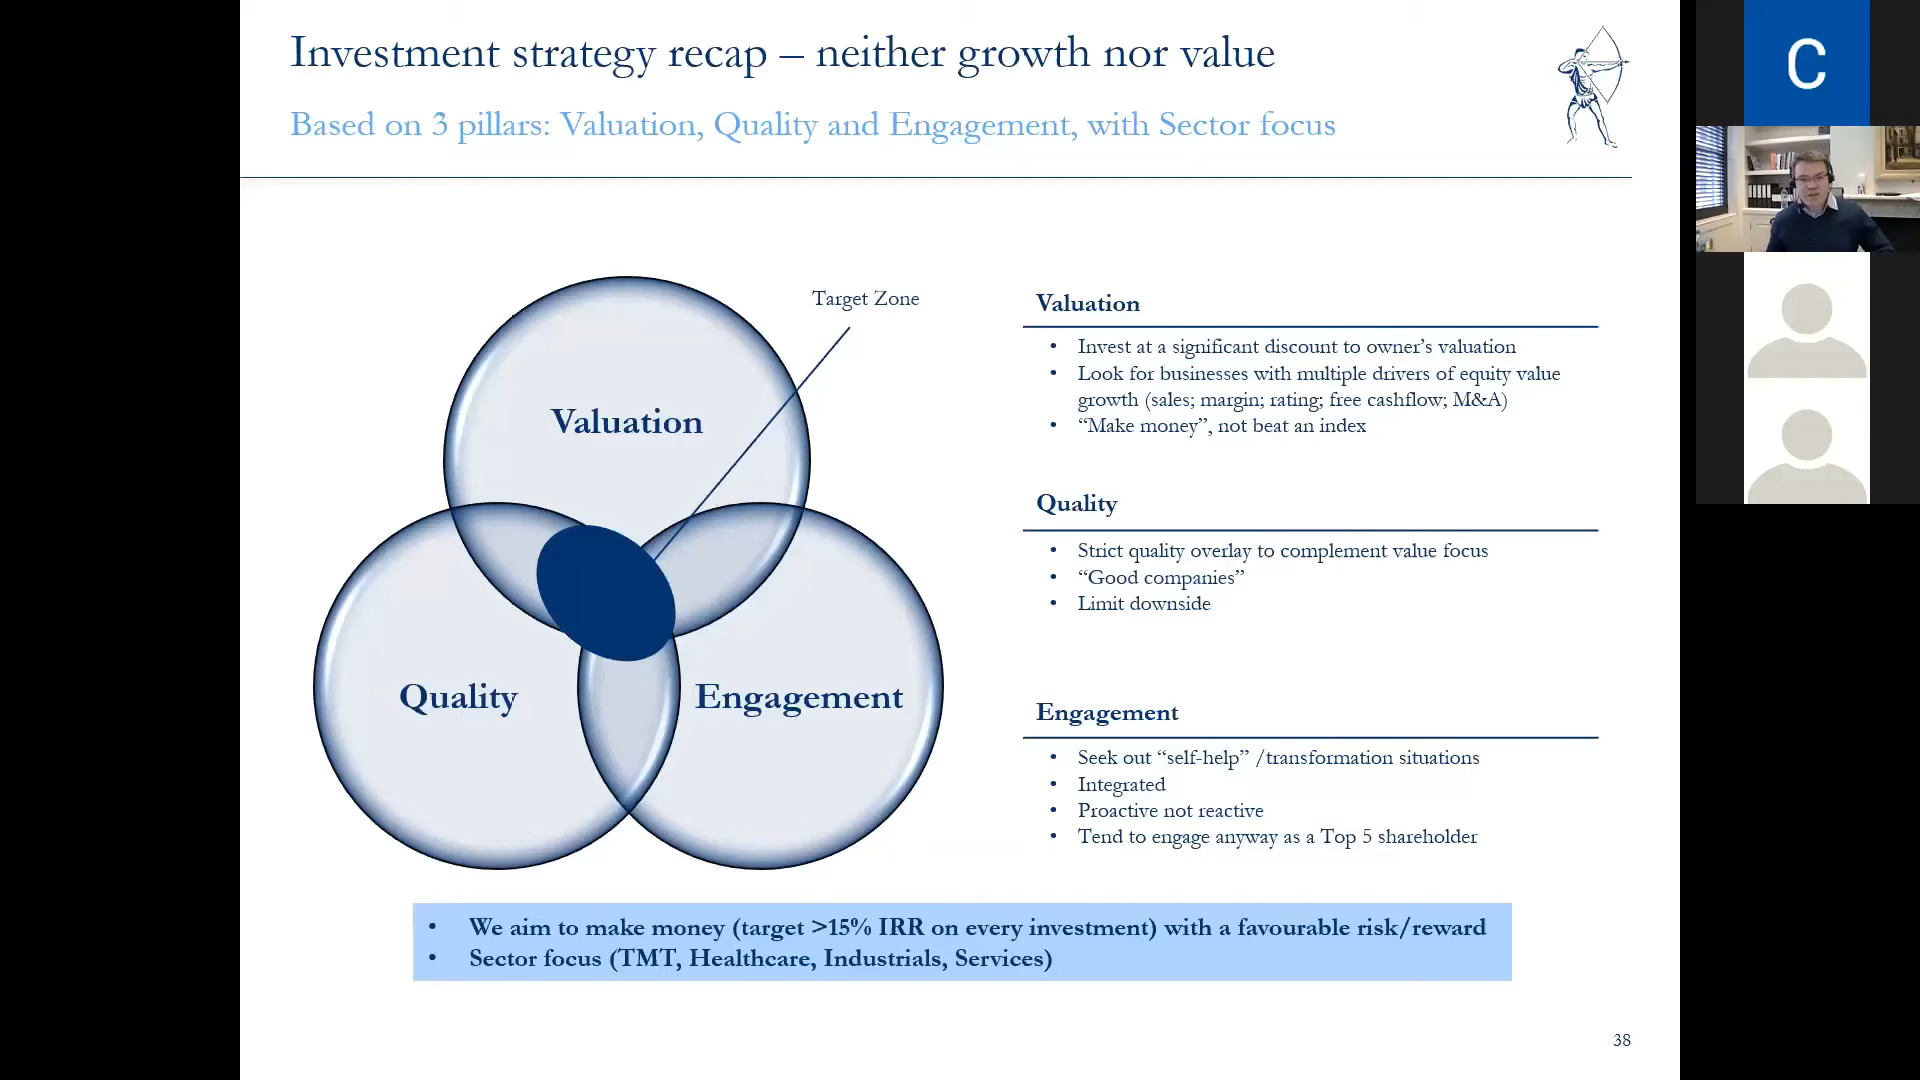 Investment strategy recap – neither growth nor value
Based on 3 pillars: Valuation, Quality and Engagement, with Sector focus
C
Target Zone
Valuation
Quality
Engagement
Valuation
• Invest at a significant discount to owner’s valuation
• Look for businesses with multiple drivers of equity value
growth (sales; margin; rating; free cashflow; M&A)
• “Make money”, not beat an index
Quality
• Strict quality overlay to complement value focus
• “Good companies”
• Limit downside
Engagement
• Seek out “self-help” /transformation situations
• Integrated
• Proactive not reactive
• Tend to engage anyway as a Top 5 shareholder
• We aim to make money (target >15% IRR on every investment) with a favourable risk/reward
• Sector focus (TMT, Healthcare, Industrials, Services)
38